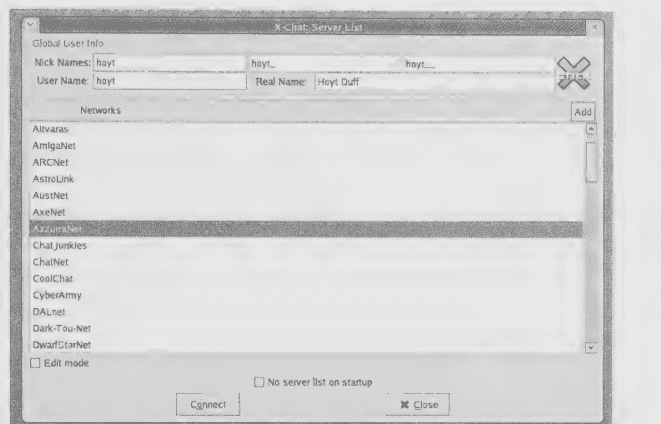 X-Chat: Server List
Global User Info
Nick Names: hoyt hoyt_ hoyt__
User Name: hoyt Real Name: Hoyt Duff
Networks Add
Altvaras
AmigaNet
ARCNet
AstroLink
AustNet
AxeNet
AzzurraNet
ChatJunkies
ChatNet
CoolChat
CyberArmy
DALnet
Dark-Tou-Net
DwarfStarNet
Edit mode
No server list on startup
Connect Close